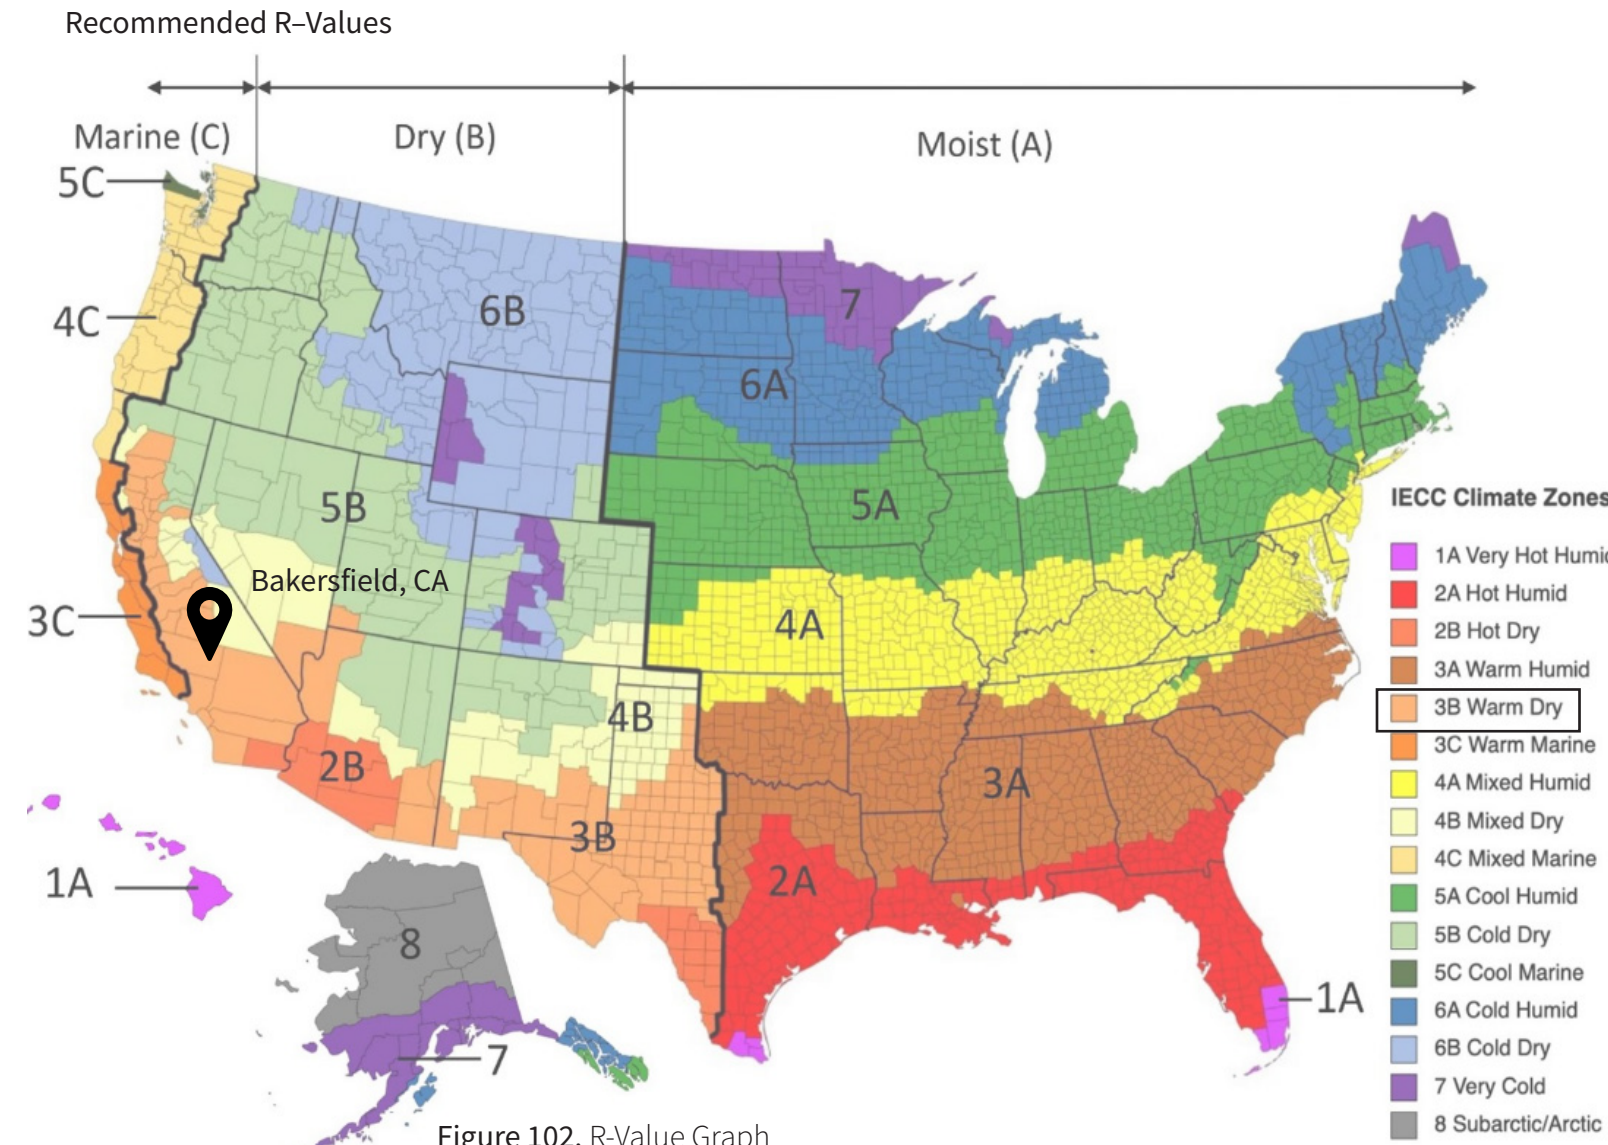 Recommended R–Values
Marine (C)
Dry (B)
Moist (A)
5C
4C
6B
7
6A
5B
5A
Bakersfield, CA
3C
4A
4B
2B
3A
3B
1A
2A
8
7
1A
IECC Climate Zones
1A Very Hot Humid
2A Hot Humid
2B Hot Dry
3A Warm Humid
3B Warm Dry
3C Warm Marine
4A Mixed Humid
4B Mixed Dry
4C Mixed Marine
5A Cool Humid
5B Cold Dry
5C Cool Marine
6A Cold Humid
6B Cold Dry
7 Very Cold
8 Subarctic/Arctic
Figure 102. R-Value Graph